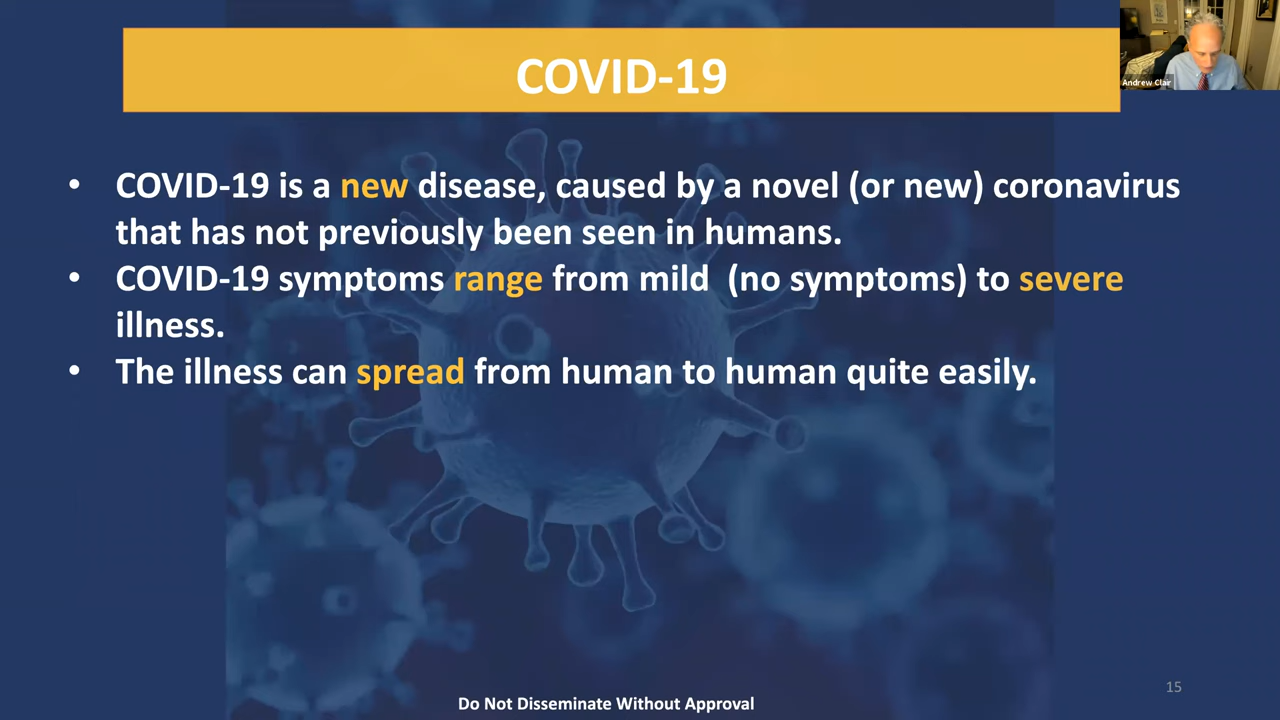 COVID-19
Andrew Clair
• COVID-19 is a new disease, caused by a novel (or new) coronavirus
that has not previously been seen in humans.
• COVID-19 symptoms range from mild (no symptoms) to severe
illness.
• The illness can spread from human to human quite easily.
15
Do Not Disseminate Without Approval